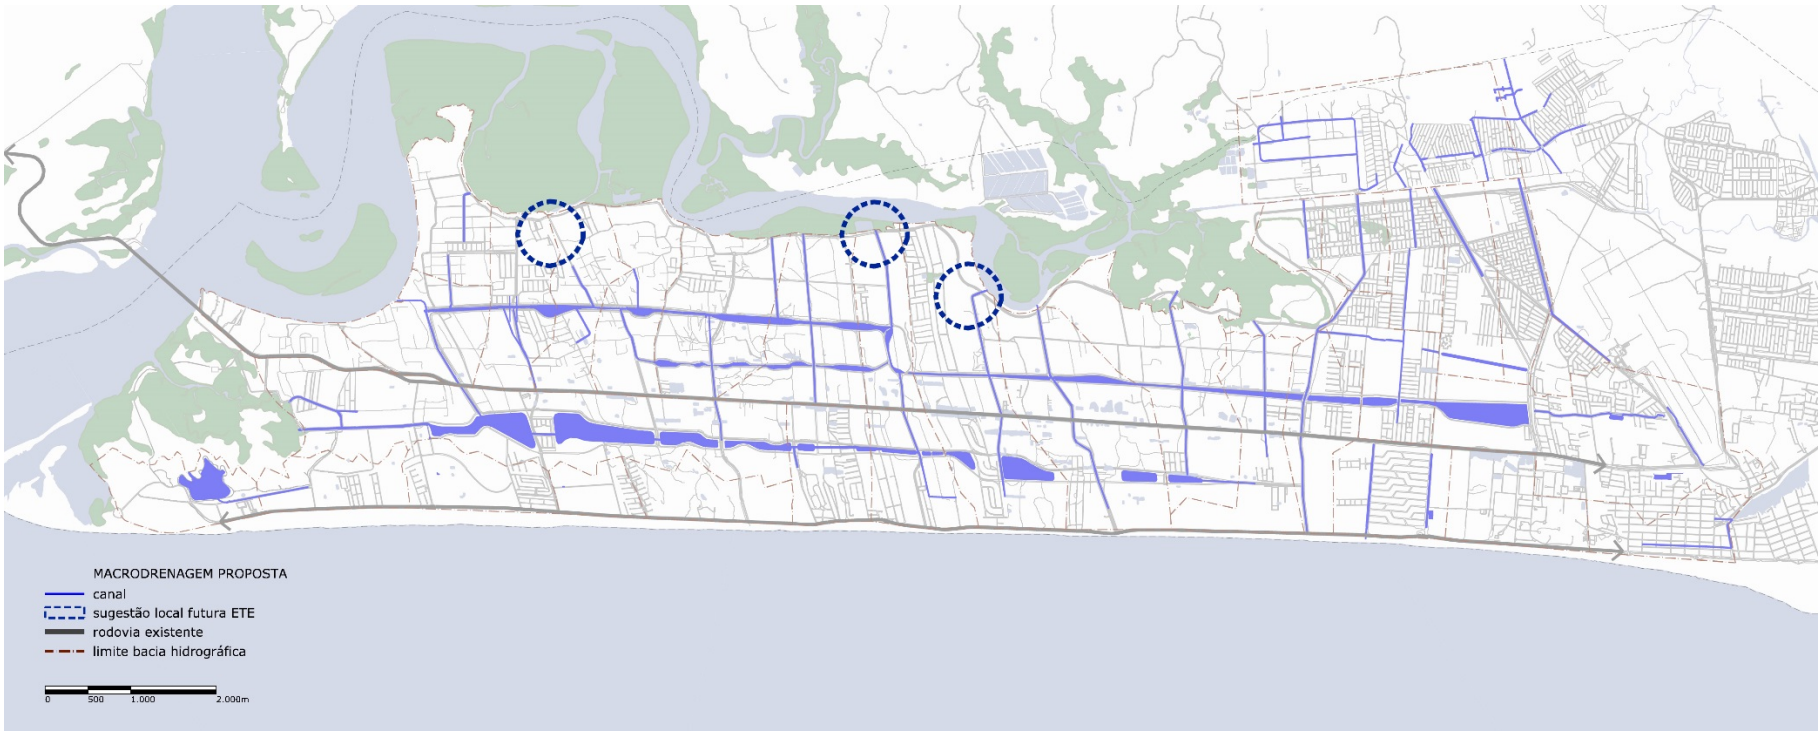 MACRODRENAGEM PROPOSTA
canal
sugestão local futura ETE
rodovia existente
limite bacia hidrográfica
0 500 1.000 2.000m